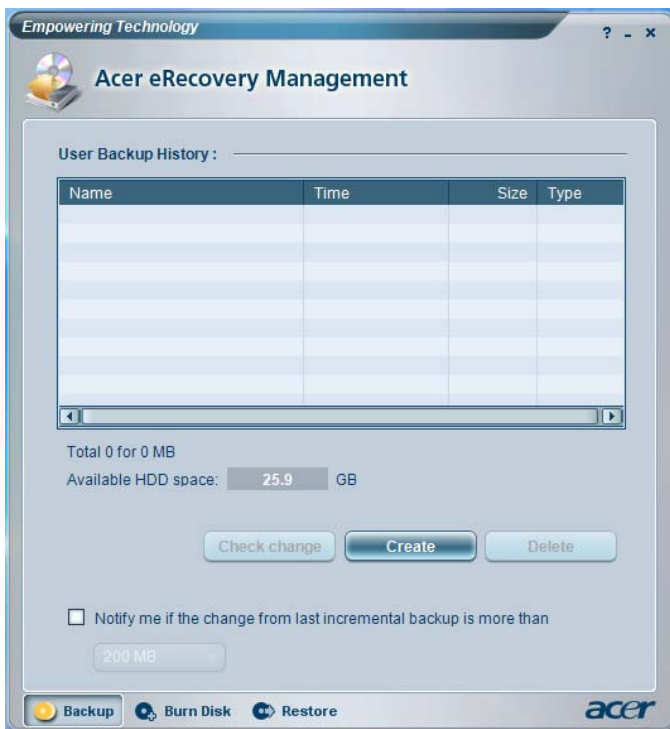 Empowering Technology
? - x
Acer eRecovery Management
User Backup History :
Name Time Size Type
Total 0 for 0 MB
Available HDD space: 25.9 GB
Check change Create Delete
Notify me if the change from last incremental backup is more than
200 MB
Backup Burn Disk Restore acer